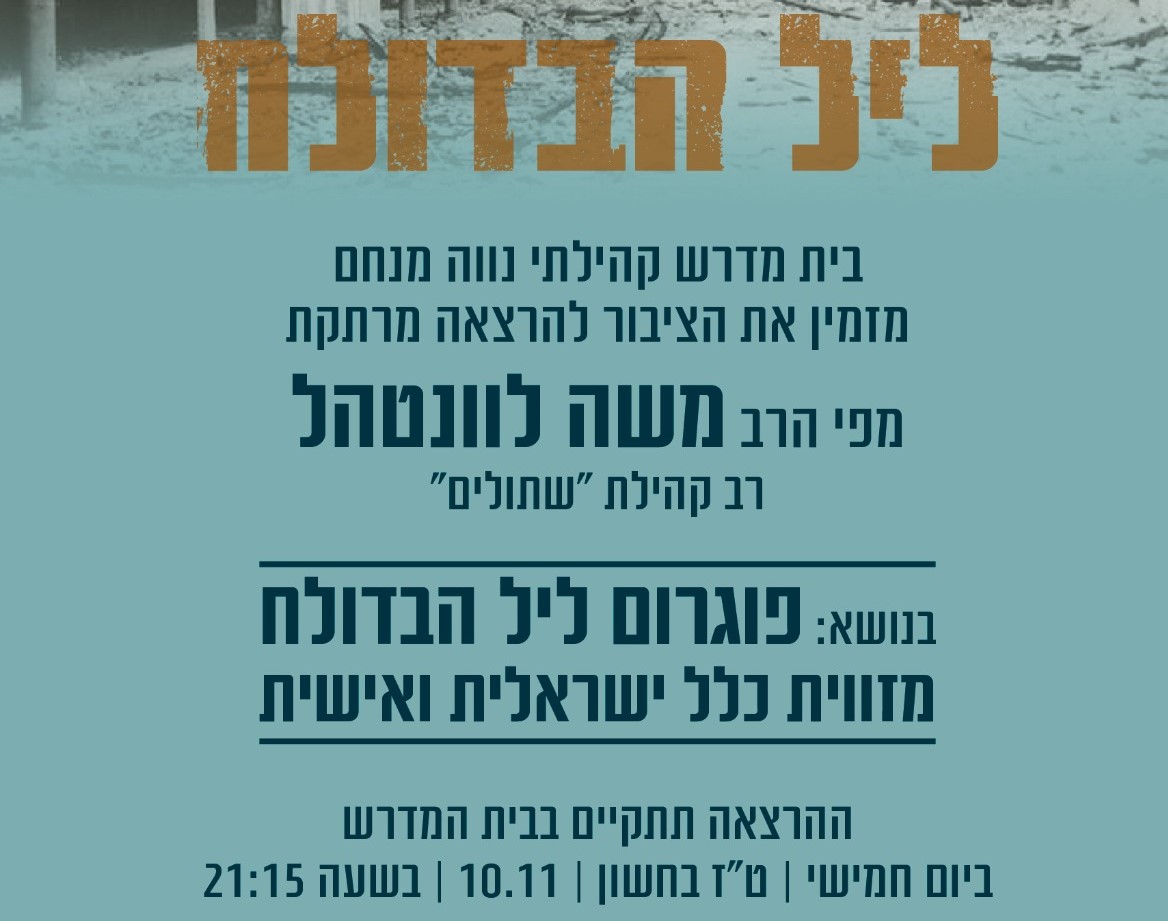 ליל הבדולח
בית מדרש קהילתי נווה מנחם
מזמין את הציבור להרצאה מרתקת
מפי הרב משה לוונטהל
רב קהילת "שתולים"
בנושא: פוגרום ליל הבדולח
מזווית כלל ישראלית ואישית
ההרצאה תתקיים בבית המדרש
ביום חמישי | ט"ז בחשון | 10.11 | בשעה 21:15